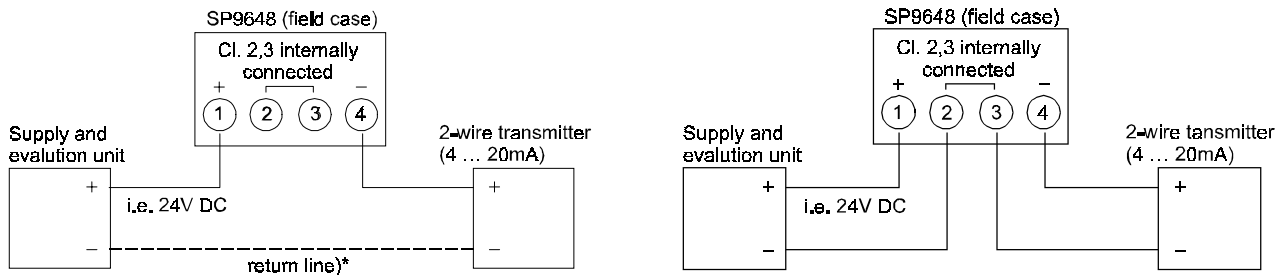 SP9648 (field case)
Cl. 2,3 internally
connected
+ −
1 2 3 4
Supply and
evalution unit
2-wire transmitter
(4 ... 20mA)
+ +
i.e. 24V DC
− −
return line)*
SP9648 (field case)
Cl. 2,3 internally
connected
+ −
1 2 3 4
Supply and
evalution unit
2-wire tansmitter
(4 ... 20mA)
+ +
i.e. 24V DC
− −